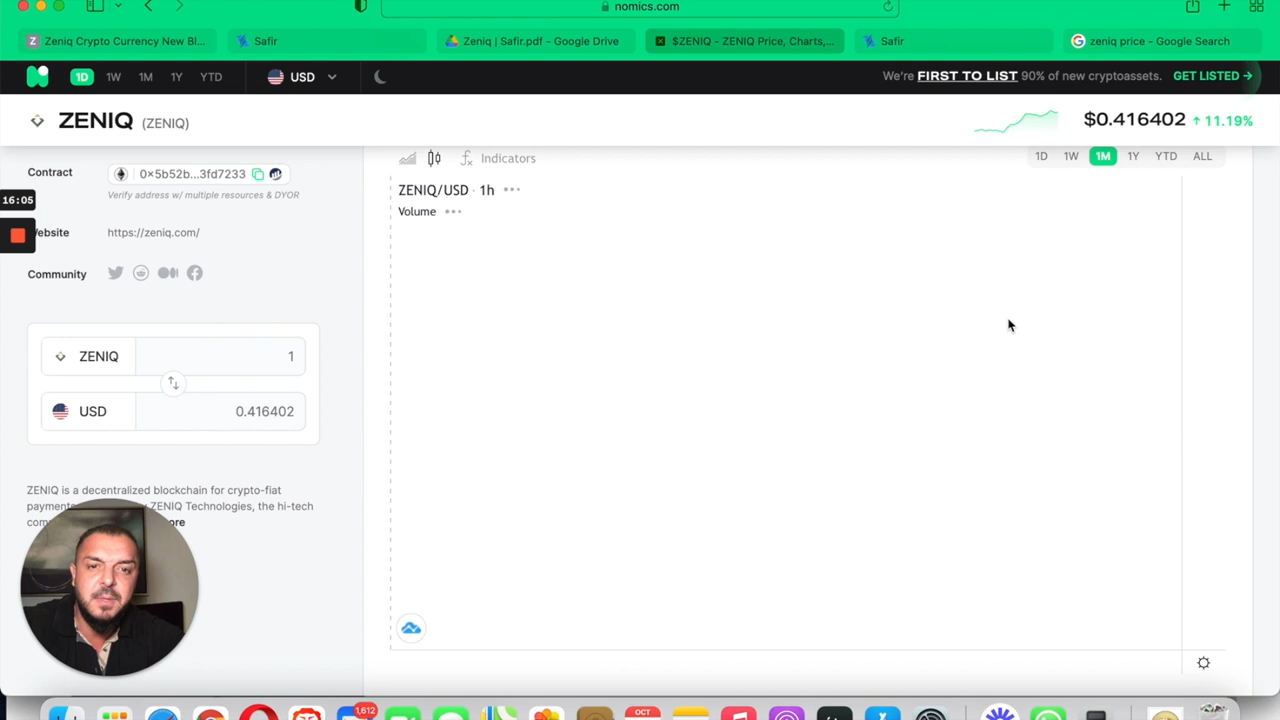 nomics.com
Zeniq Crypto Currency New Bl...
Safir
Zeniq | Safir.pdf - Google Drive
$ZENIQ - ZENIQ Price, Charts,...
Safir
zeniq price - Google Search
1D 1W 1M 1Y YTD USD
We're FIRST TO LIST 90% of new cryptoassets. GET LISTED →
ZENIQ (ZENIQ)
$0.416402 ↑ 11.19%
Contract 0×5b52b...3fd7233
Verify address w/ multiple resources & DYOR
16:05
ebsite https://zeniq.com/
Community
ZENIQ 1
USD 0.416402
ZENIQ is a decentralized blockchain for crypto-fiat
payments ZENIQ Technologies, the hi-tech
Indicators
1D 1W 1M 1Y YTD ALL
ZENIQ/USD · 1h
Volume
1,612
OCT